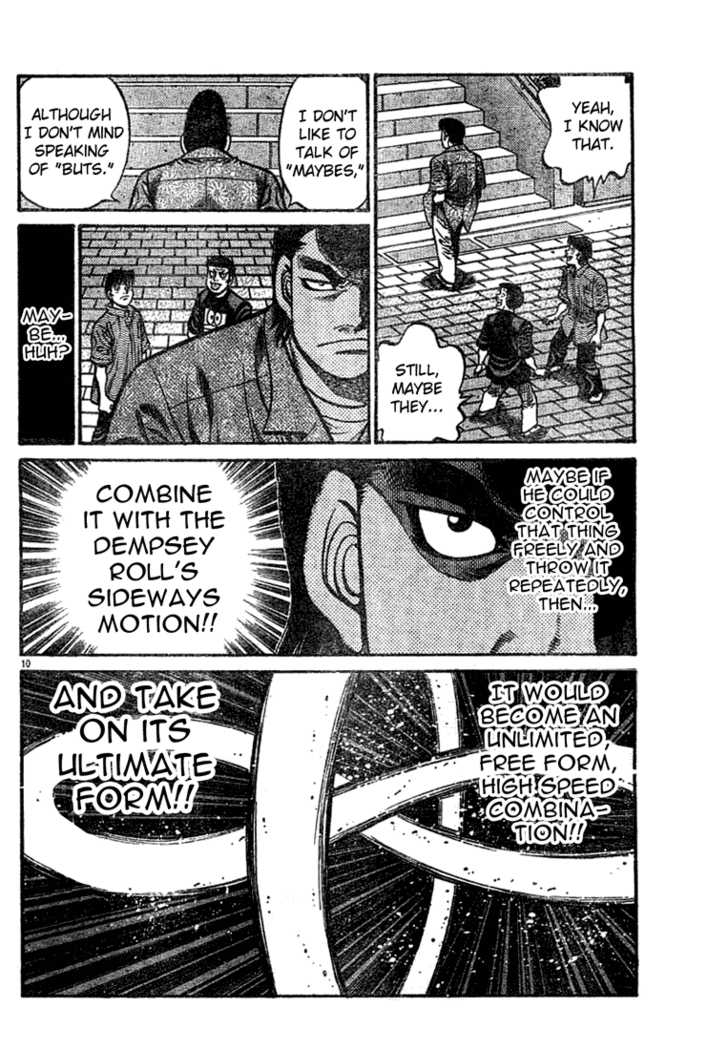 YEAH,
I KNOW
THAT.
STILL,
MAYBE
THEY...
I DON'T
LIKE TO
TALK OF
"MAYBES,"
ALTHOUGH
I DON'T MIND
SPEAKING
OF "BUTS."
MAY-
BE...
HUH?
MAYBE IF
HE COULD
CONTROL
THAT THING
FREELY AND
THROW IT
REPEATEDLY,
THEN...
COMBINE
IT WITH THE
DEMPSEY
ROLL'S
SIDEWAYS
MOTION!!
10
IT WOULD
BECOME AN
UNLIMITED,
FREE FORM,
HIGH SPEED
COMBINA-
TION!!
AND TAKE
ON ITS
ULTIMATE
FORM!!